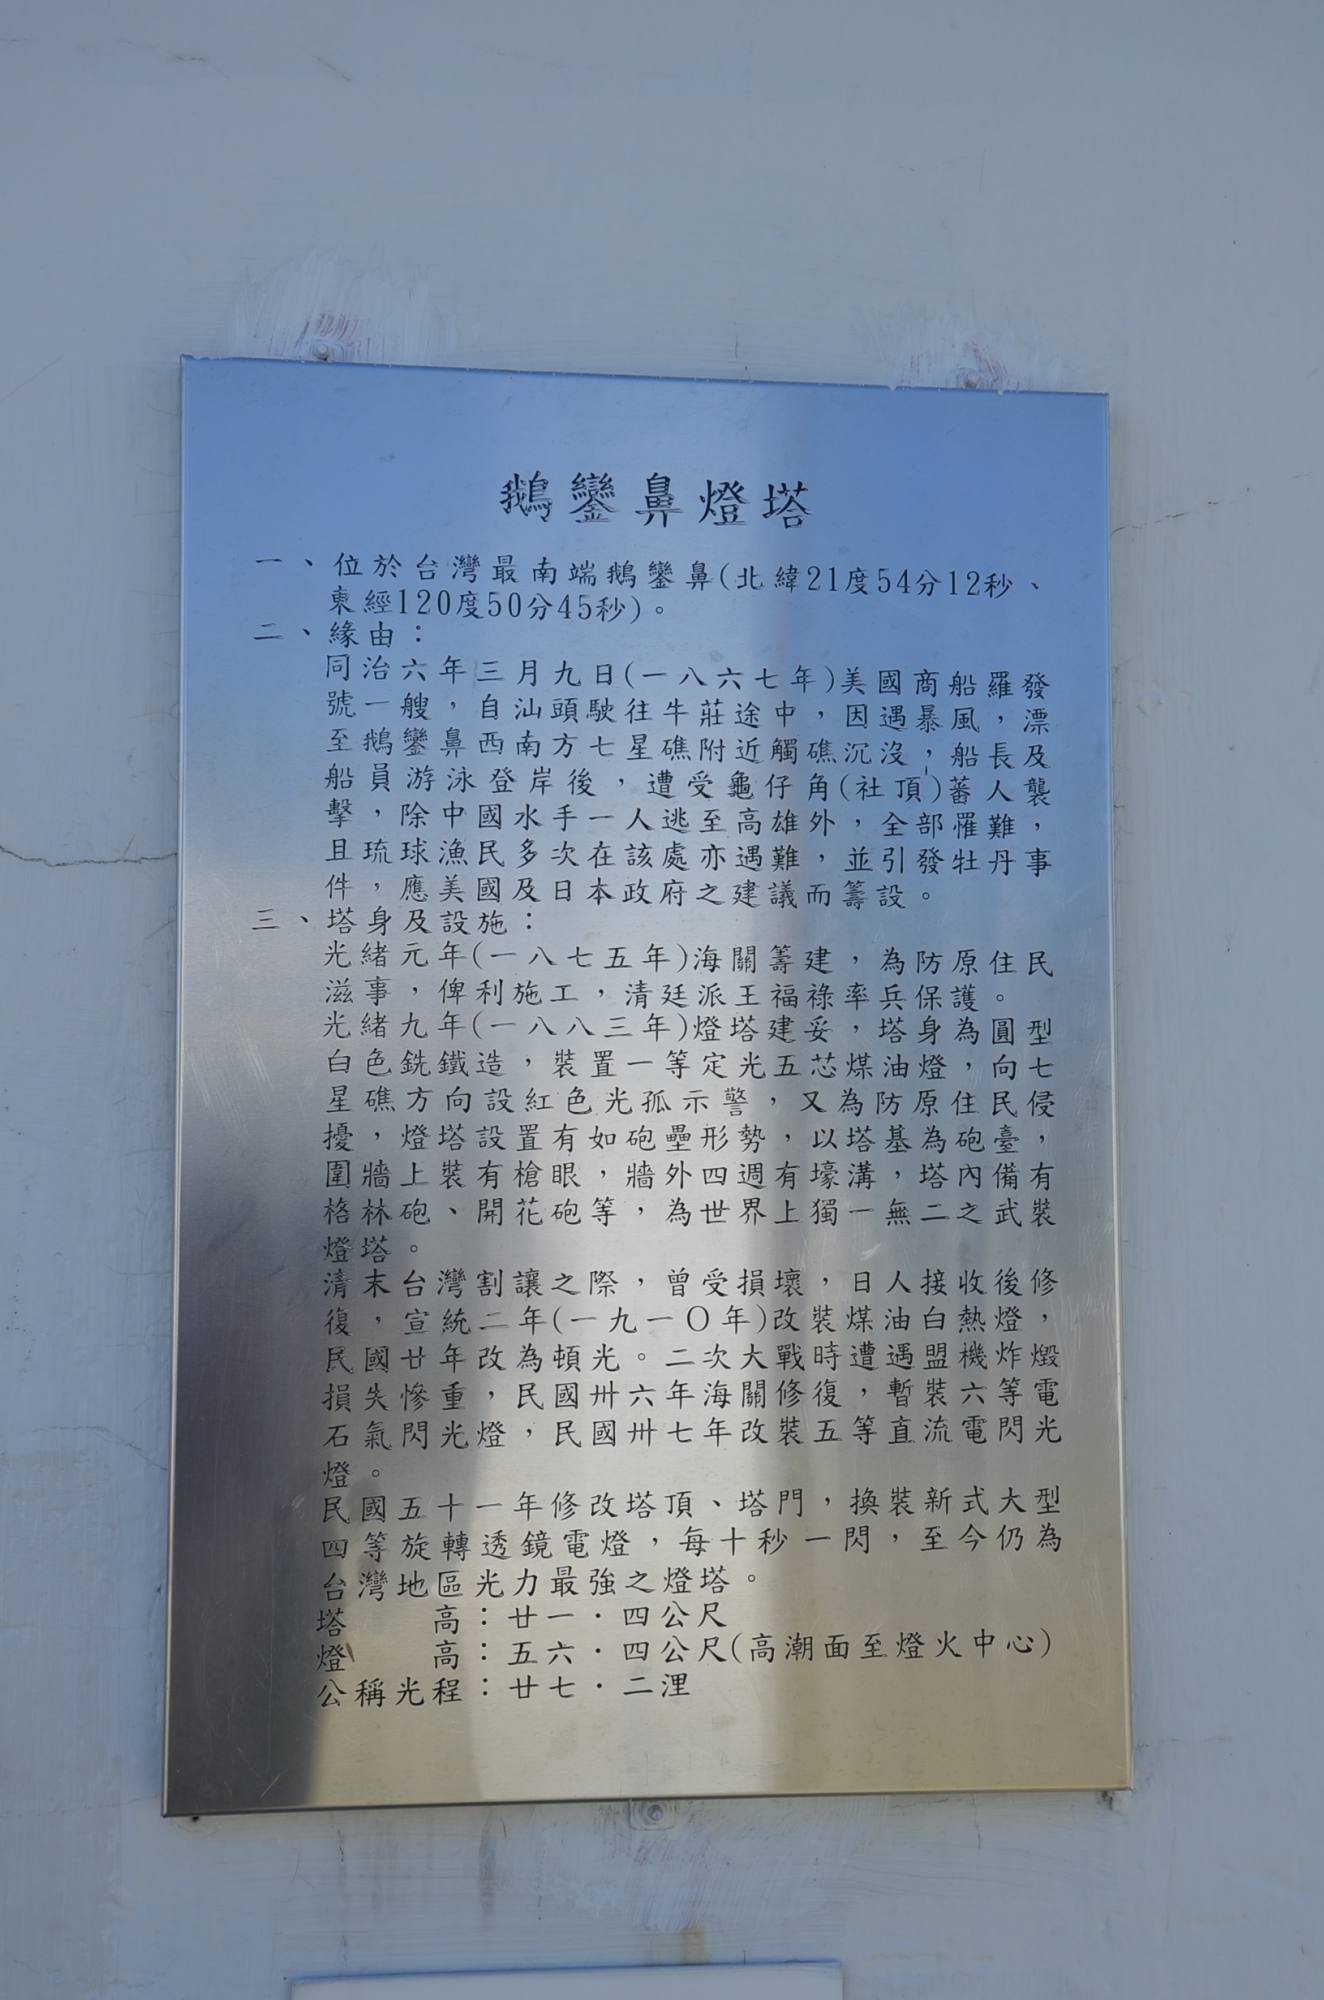 鵝鑾鼻燈塔
一、位於台灣最南端鵝鑾鼻(北緯21度54分12秒、
東經120度50分45秒)。
二、緣由：
同治六年三月九日(一八六七年)美國商船羅發
號一艘，自汕頭駛往牛莊途中，因遇暴風，漂
至鵝鑾鼻西南方七星礁附近觸礁沉沒，船長及
船員游泳登岸後，遭受龜仔角(社頂)蕃人襲
擊，除中國水手一人逃至高雄外，全部罹難，
且琉球漁民多次在該處亦遇難，並引發牡丹事
件，應美國及日本政府之建議而籌設。
三、塔身及設施：
光緒元年(一八七五年)海關籌建，為防原住民
滋事，俾利施工，清廷派王福祿率兵保護。
光緒九年(一八八三年)燈塔建妥，塔身為圓型
白色銑鐵造，裝置一等定光五芯煤油燈，向七
星礁方向設紅色光孤示警，又為防原住民侵
擾，燈塔設置有如砲壘形勢，以塔基為砲臺，
圍牆上裝有槍眼，牆外四週有壕溝，塔內備有
格林砲、開花砲等，為世界上獨一無二之武裝
燈塔。
清末台灣割讓之際，曾受損壞，日人接收後修
復，宣統二年(一九一〇年)改裝煤油白熱燈，
民國廿年改為頓光。二次大戰時遭遇盟機炸燬
損失慘重，民國卅六年海關修復，暫裝六等電
石氣閃光燈，民國卅七年改裝五等直流電閃光
燈。
民國五十一年修改塔頂、塔門，換裝新式大型
四等旋轉透鏡電燈，每十秒一閃，至今仍為
台灣地區光力最強之燈塔。
塔　　高：廿一．四公尺
燈　　高：五六．四公尺(高潮面至燈火中心)
公稱光程：廿七．二浬